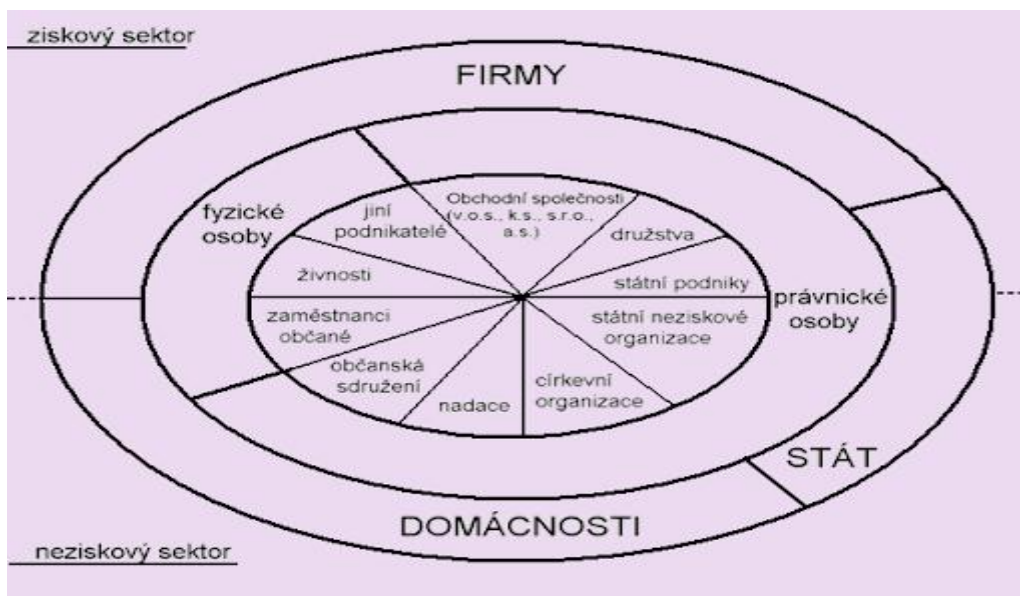 ziskový sektor
FIRMY
fyzické
osoby
jiní
podnikatelé
Obchodní společnosti
(v.o.s., k.s., s.r.o.,
a.s.)
družstva
živnosti
státní podniky
právnické
osoby
zaměstnanci
občané
státní neziskové
organizace
občanská
sdružení
nadace
církevní
organizace
STÁT
DOMÁCNOSTI
neziskový sektor